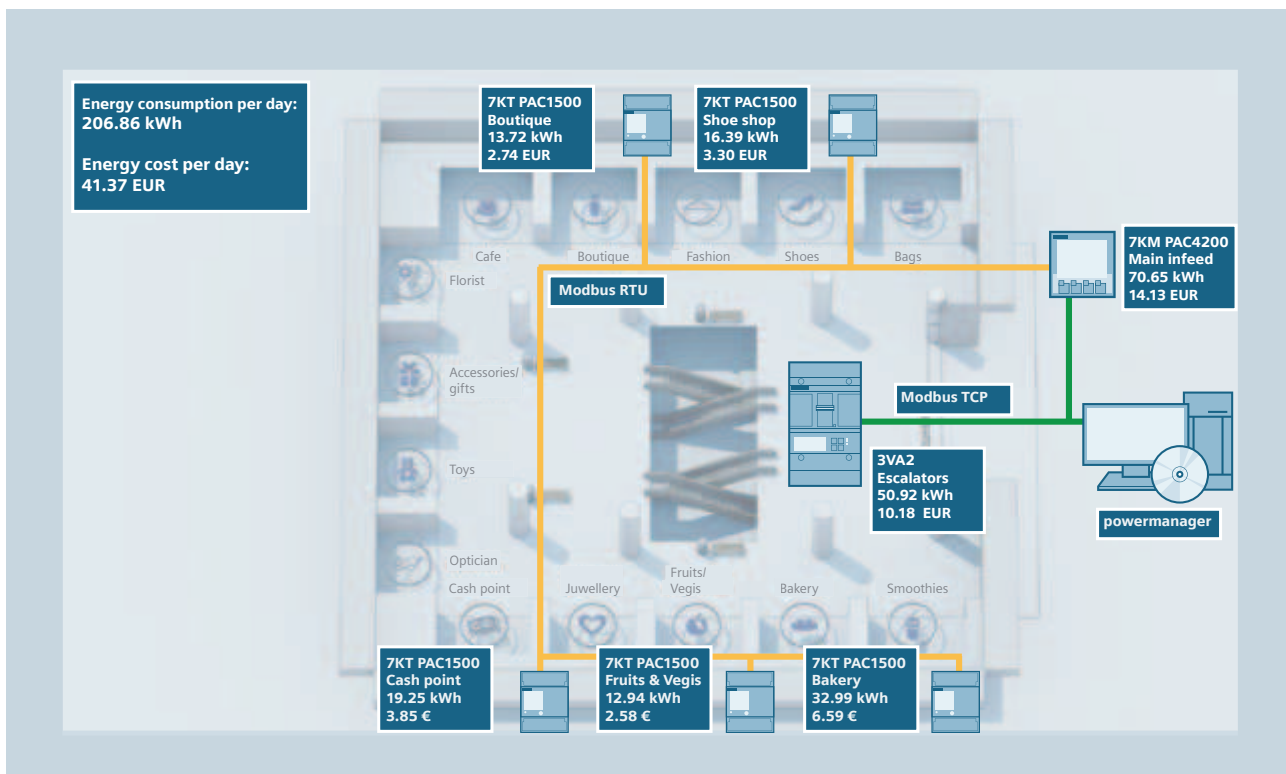 Energy consumption per day:
206.86 kWh
Energy cost per day:
41.37 EUR
7KT PAC1500
Boutique
13.72 kWh
2.74 EUR
7KT PAC1500
Shoe shop
16.39 kWh
3.30 EUR
7KM PAC4200
Main infeed
70.65 kWh
14.13 EUR
Cafe
Boutique
Fashion
Shoes
Bags
Florist
Modbus RTU
Accessories/
gifts
Modbus TCP
Toys
3VA2
Escalators
50.92 kWh
10.18 EUR
powermanager
Optician
Cash point
Juwellery
Fruits/
Vegis
Bakery
Smoothies
7KT PAC1500
Cash point
19.25 kWh
3.85 €
7KT PAC1500
Fruits & Vegis
12.94 kWh
2.58 €
7KT PAC1500
Bakery
32.99 kWh
6.59 €